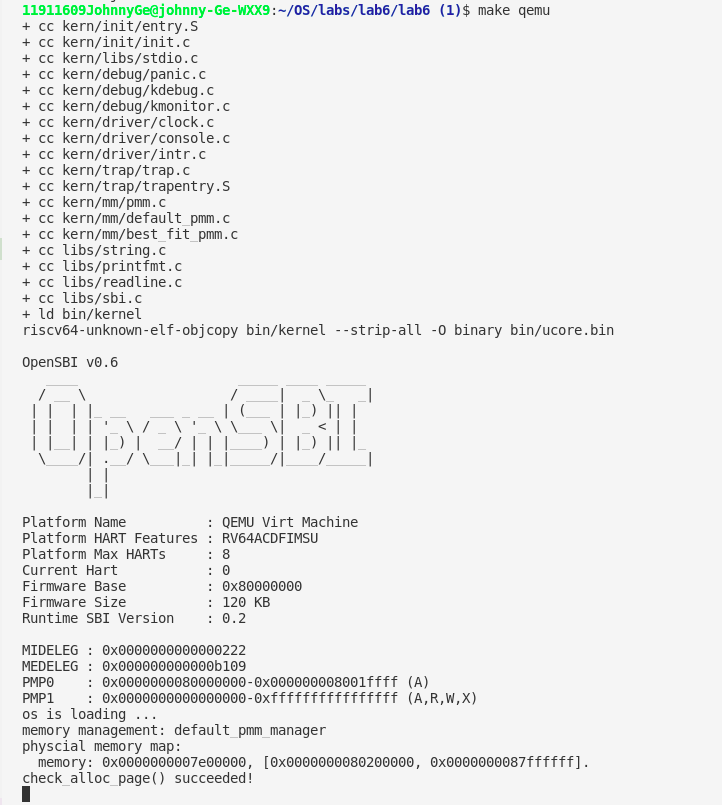 11911609JohnnyGe@johnny-Ge-WXX9:~/OS/labs/lab6/lab6 (1)$ make qemu
+ cc kern/init/entry.S
+ cc kern/init/init.c
+ cc kern/libs/stdio.c
+ cc kern/debug/panic.c
+ cc kern/debug/kdebug.c
+ cc kern/debug/kmonitor.c
+ cc kern/driver/clock.c
+ cc kern/driver/console.c
+ cc kern/driver/intr.c
+ cc kern/trap/trap.c
+ cc kern/trap/trapentry.S
+ cc kern/mm/pmm.c
+ cc kern/mm/default_pmm.c
+ cc kern/mm/best_fit_pmm.c
+ cc libs/string.c
+ cc libs/printfmt.c
+ cc libs/readline.c
+ cc libs/sbi.c
+ ld bin/kernel
riscv64-unknown-elf-objcopy bin/kernel --strip-all -O binary bin/ucore.bin
OpenSBI v0.6
OpenSBI
Platform Name          : QEMU Virt Machine
Platform HART Features : RV64ACDFIMSU
Platform Max HARTs     : 8
Current Hart           : 0
Firmware Base          : 0x80000000
Firmware Size          : 120 KB
Runtime SBI Version    : 0.2
MIDELEG : 0x0000000000000222
MEDELEG : 0x000000000000b109
PMP0    : 0x0000000080000000-0x000000008001ffff (A)
PMP1    : 0x0000000000000000-0xffffffffffffffff (A,R,W,X)
os is loading ...
memory management: default_pmm_manager
physcial memory map:
  memory: 0x0000000007e00000, [0x0000000080200000, 0x0000000087ffffff].
check_alloc_page() succeeded!